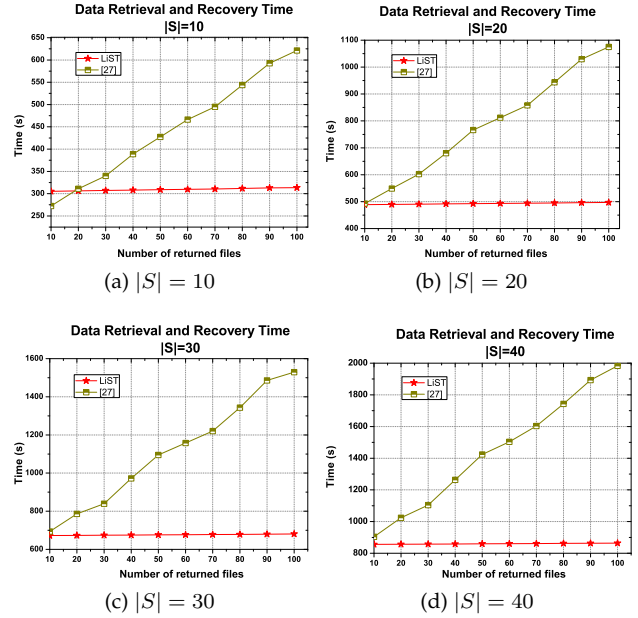 Data Retrieval and Recovery Time
|S|=10
LiST
[27]
Time (s)
650
600
550
500
450
400
350
300
250
10 20 30 40 50 60 70 80 90 100
Number of returned files
(a) |S| = 10
Data Retrieval and Recovery Time
|S|=20
LiST
[27]
Time (s)
1100
1000
900
800
700
600
500
400
10 20 30 40 50 60 70 80 90 100
Number of returned files
(b) |S| = 20
Data Retrieval and Recovery Time
|S|=30
LiST
[27]
Time (s)
1600
1400
1200
1000
800
600
10 20 30 40 50 60 70 80 90 100
Number of returned files
(c) |S| = 30
Data Retrieval and Recovery Time
|S|=40
LiST
[27]
Time (s)
2000
1800
1600
1400
1200
1000
800
10 20 30 40 50 60 70 80 90 100
Number of returned files
(d) |S| = 40